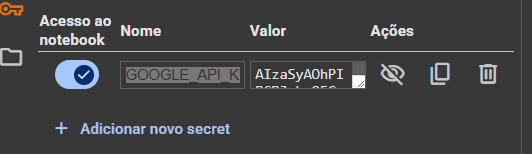 Acesso ao
notebook
Nome
Valor
Ações
GOOGLE_API_K
AIzaSyAOhPI
Adicionar novo secret